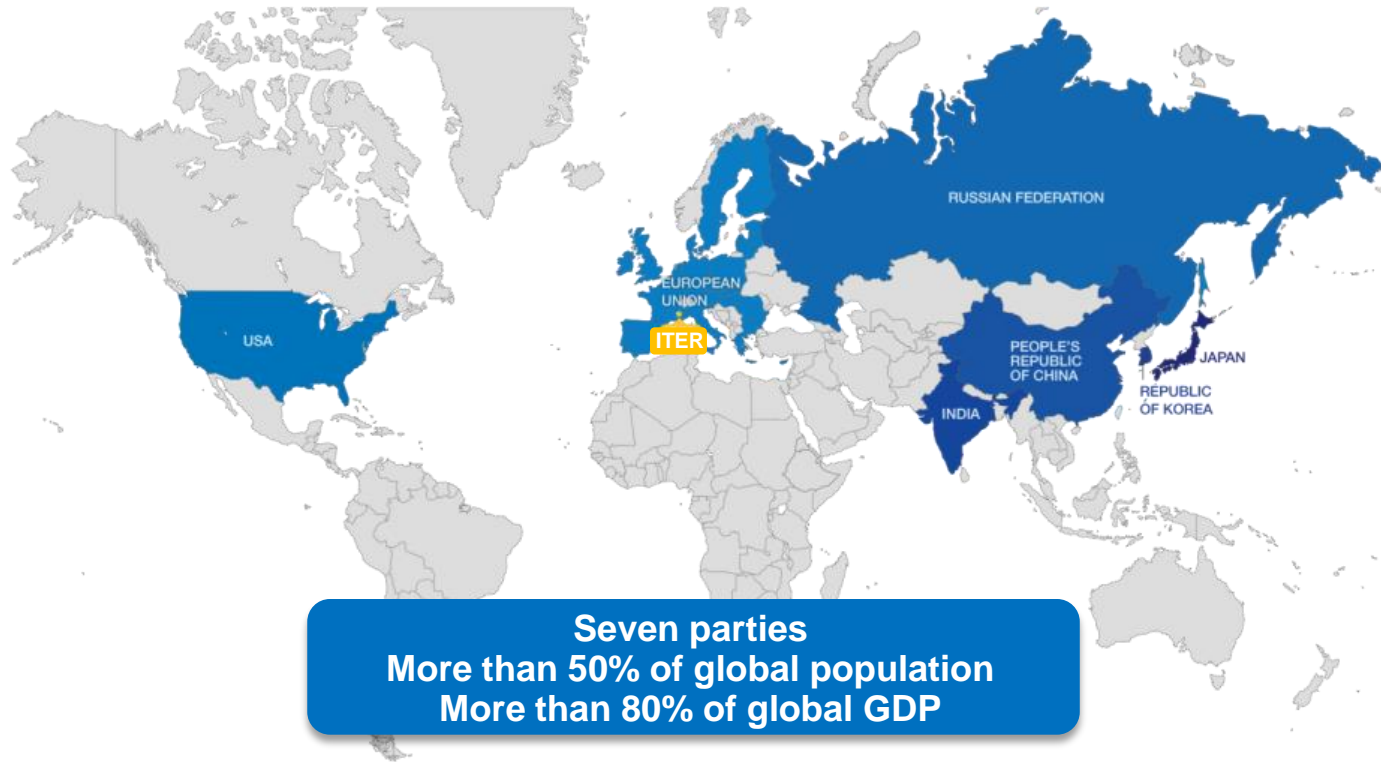 RUSSIAN FEDERATION
EUROPEAN
UNION
ITER
USA
PEOPLE'S
REPUBLIC
OF CHINA
JAPAN
REPUBLIC
OF KOREA
INDIA
Seven parties
More than 50% of global population
More than 80% of global GDP